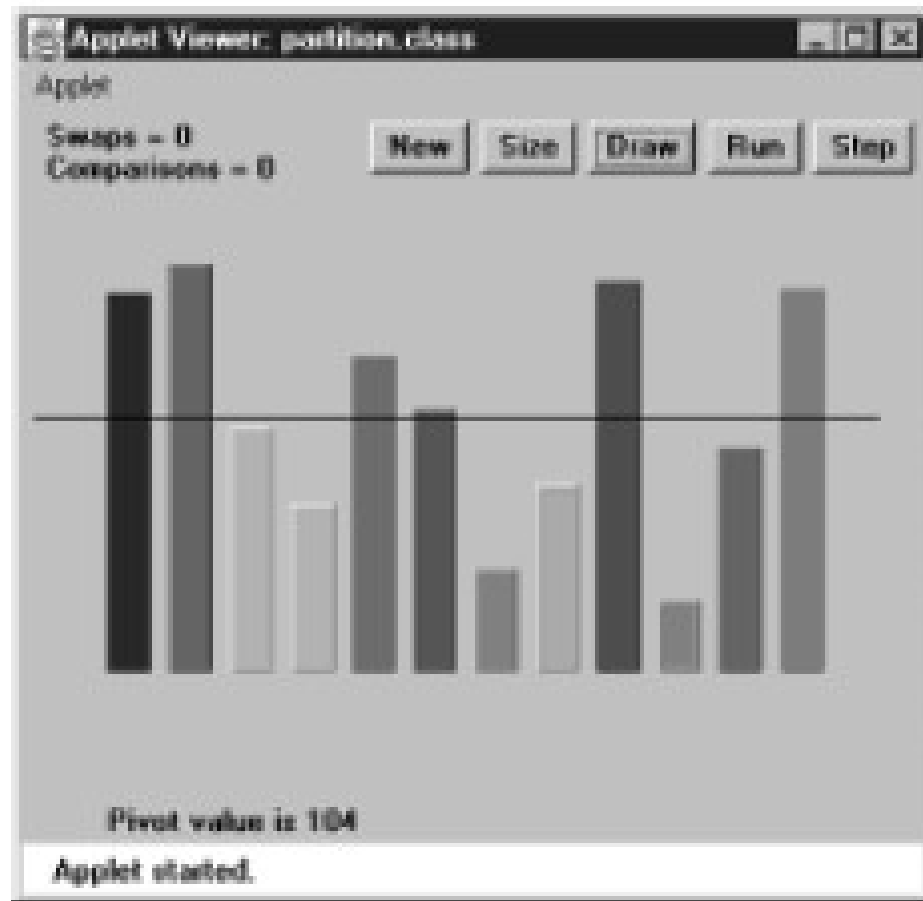 Applet Viewer: partition.class
Applet
Swaps = 0
Comparisons = 0
New Size Draw Run Step
Pivot value is 104
Applet started.